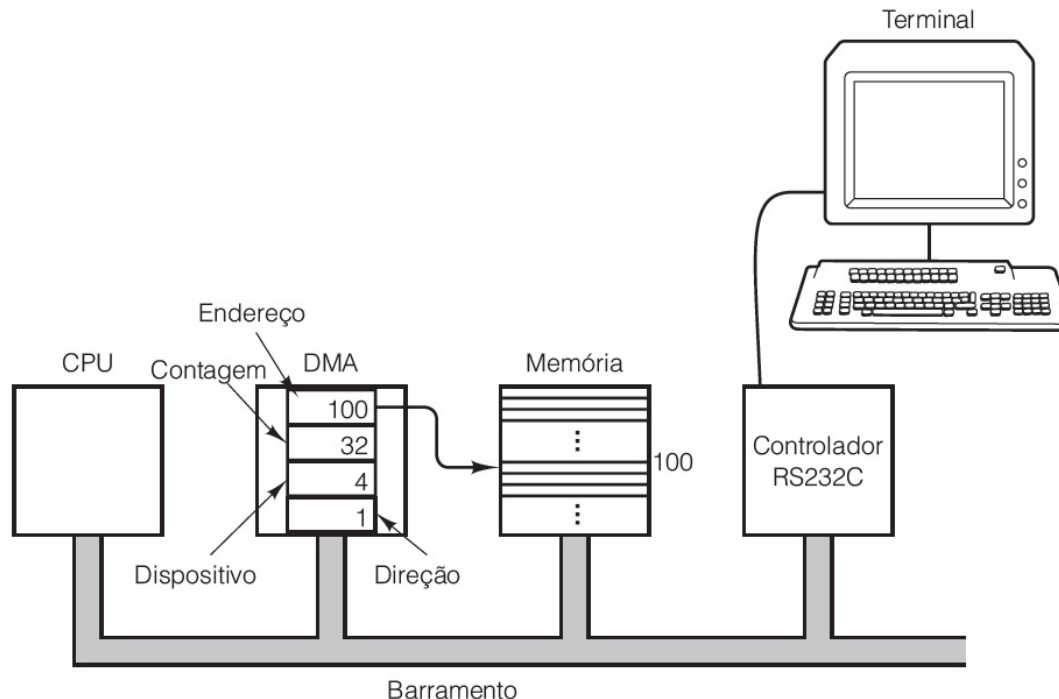 Terminal
Endereço
CPU
Contagem
DMA
Memória
100
32
4
1
100
Controlador
RS232C
Dispositivo
Direção
Barramento